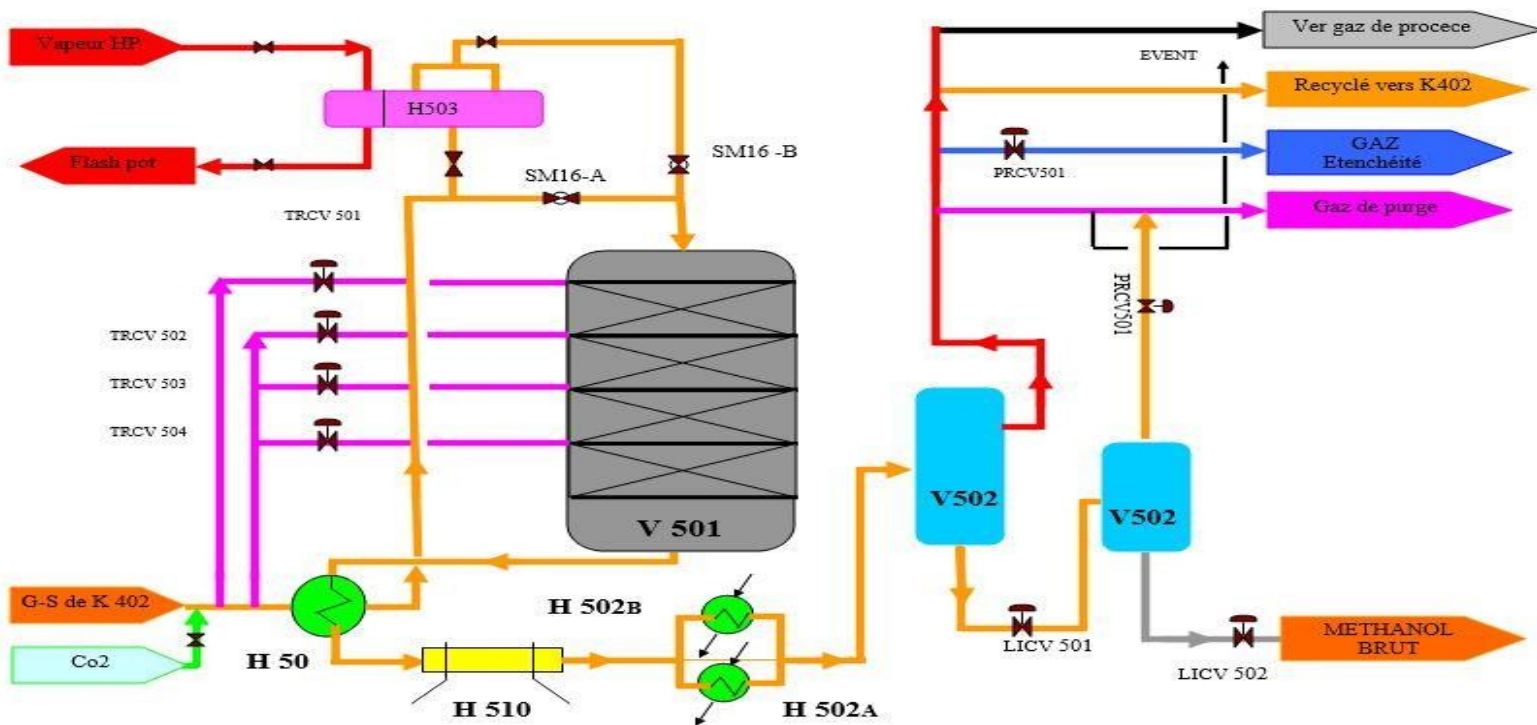 Vapeur HP
Ver gaz de procece
EVENT
Recyclé vers K402
H503
Flash pot
SM16 -B
GAZ
Etenchéité
PRCV501
SM16-A
TRCV 501
Gaz de purge
PRCV501
TRCV 502
TRCV 503
TRCV 504
V 501
V502
V502
G-S de K 402
H 502B
Co2
H 50
LICV 501
METHANOL
BRUT
LICV 502
H 510
H 502A